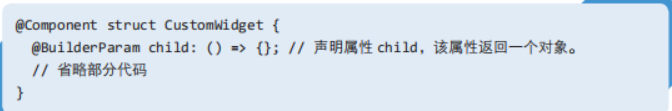 @Component struct CustomWidget {
@BuilderParam child: () => {}; // 声明属性 child，该属性返回一个对象。
// 省略部分代码
}